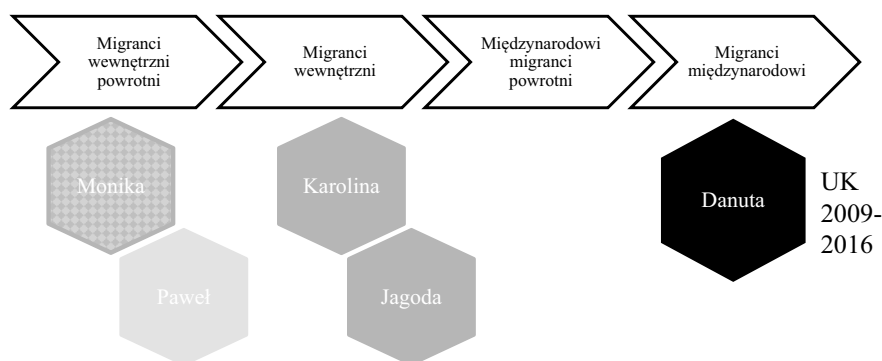 Migranci
wewnętrzni
powrotni
Migranci
wewnętrzni
Międzynarodowi
migranci
powrotni
Migranci
międzynarodowi
Monika
Karolina
Danuta
UK
2009-
2016
Paweł
Jagoda